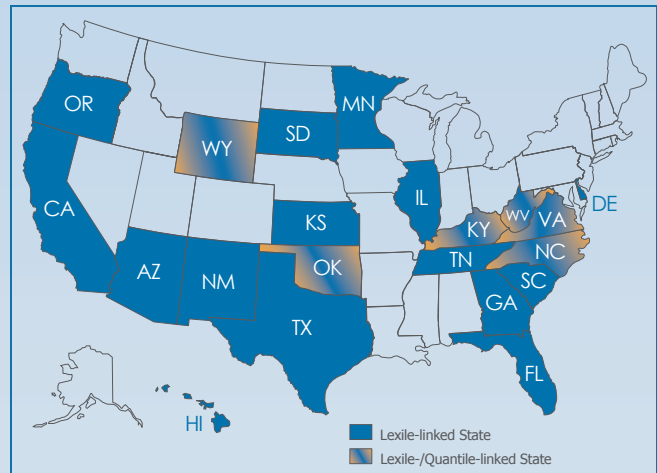 MN
OR
SD
WY
IL
CA
KS
KY
WV
VA
DE
OK
TN
NC
AZ
NM
SC
GA
TX
FL
HI
Lexile-linked State
Lexile-/Quantile-linked State